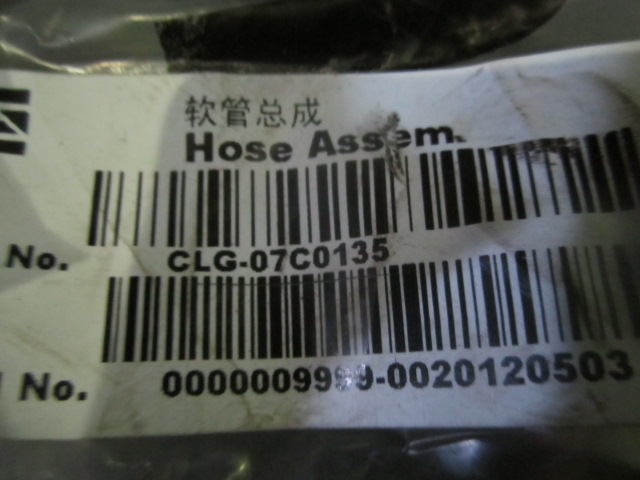 软管总成
Hose Assem
No. CLG-07C0135
No. 0000009999-0020120503